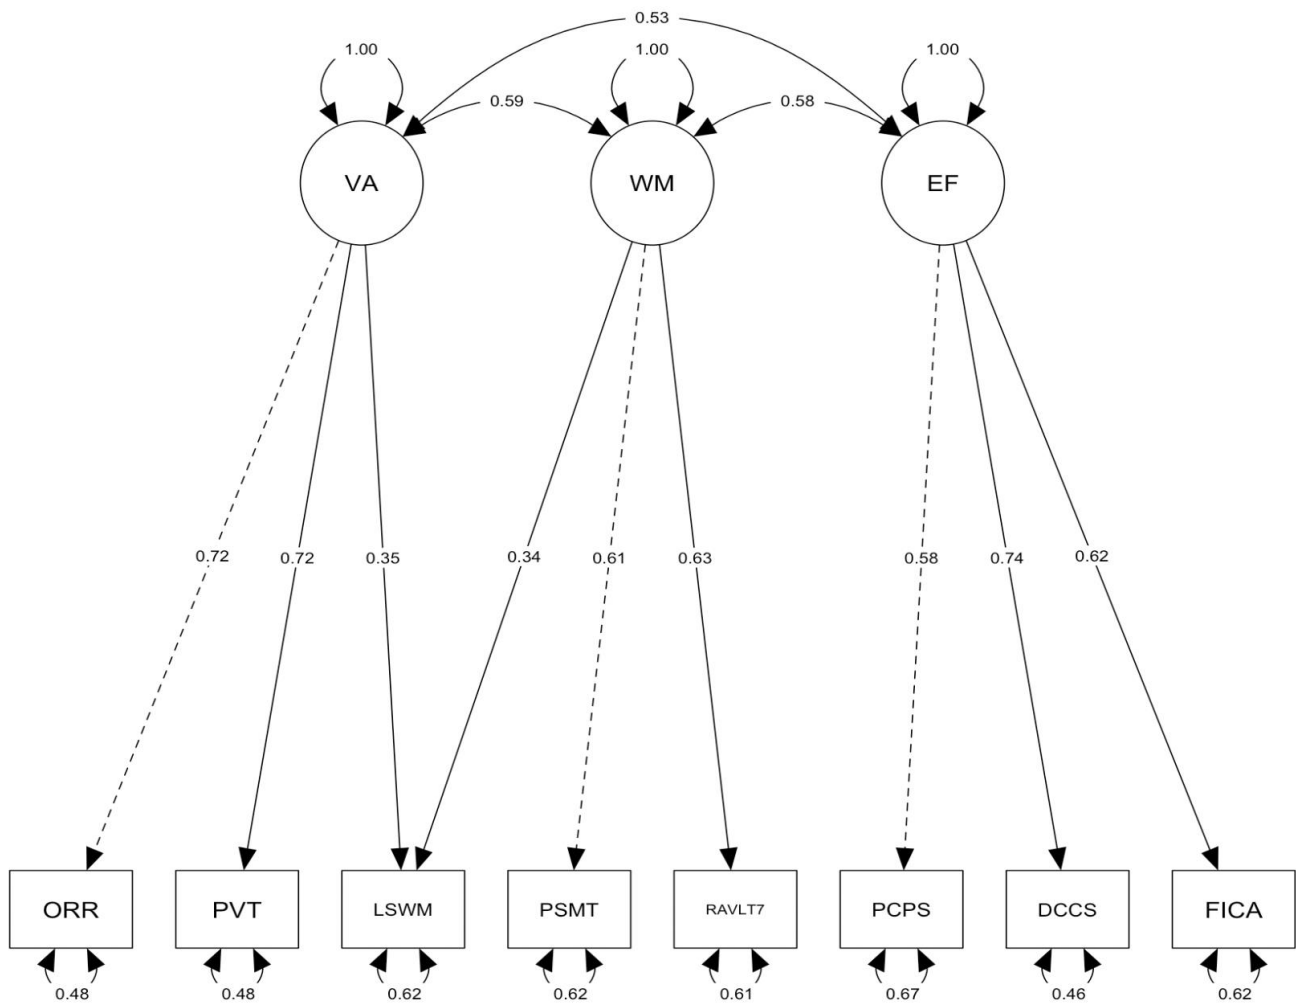 0.53
1.00 1.00 1.00
0.59 0.58
VA WM EF
0.72 0.72 0.35 0.34 0.61 0.63 0.58 0.74 0.62
ORR PVT LSWM PSMT RAVLT7 PCPS DCCS FICA
0.48 0.48 0.62 0.62 0.61 0.67 0.46 0.62